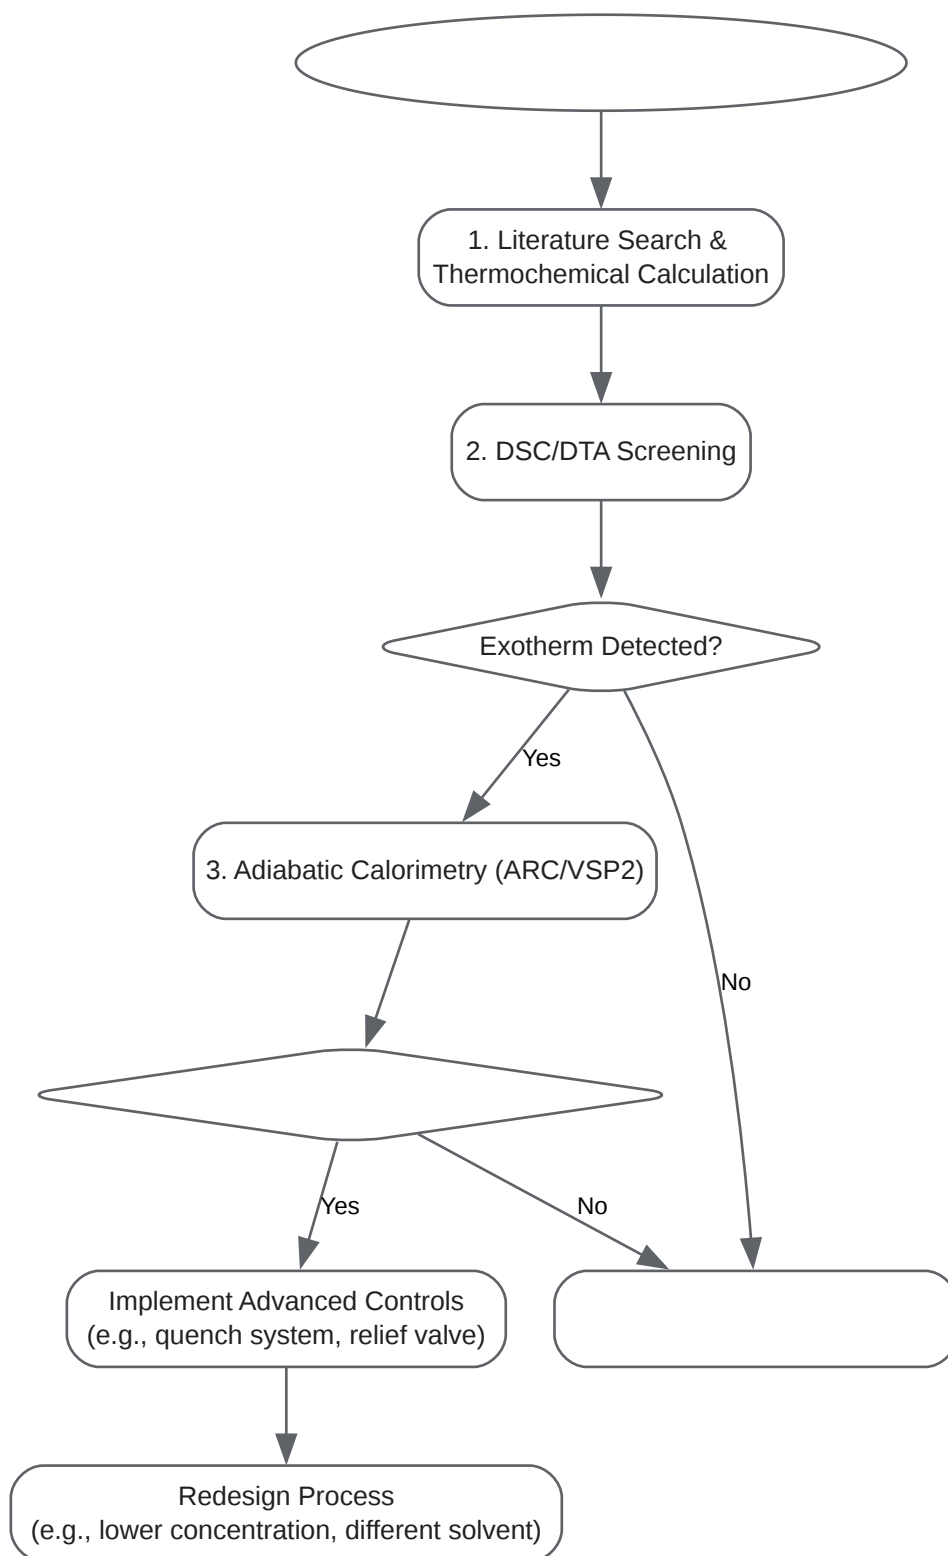 1. Literature Search &
Thermochemical Calculation
2. DSC/DTA Screening
Exotherm Detected?
Yes
3. Adiabatic Calorimetry (ARC/VSP2)
No
Yes
No
Implement Advanced Controls
(e.g., quench system, relief valve)
Redesign Process
(e.g., lower concentration, different solvent)